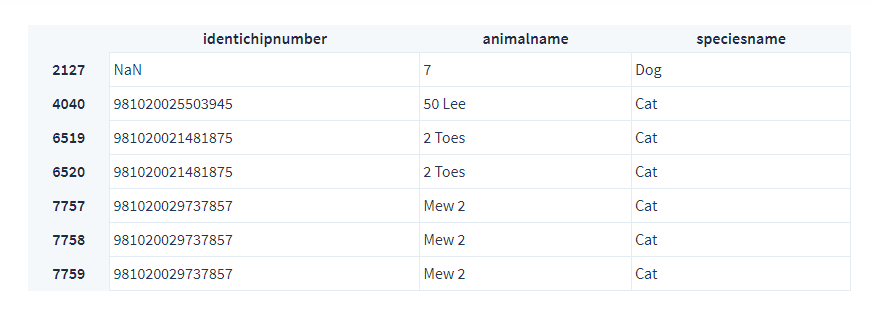 identichipnumber animalname speciesname
2127 NaN 7 Dog
4040 981020025503945 50 Lee Cat
6519 981020021481875 2 Toes Cat
6520 981020021481875 2 Toes Cat
7757 981020029737857 Mew 2 Cat
7758 981020029737857 Mew 2 Cat
7759 981020029737857 Mew 2 Cat